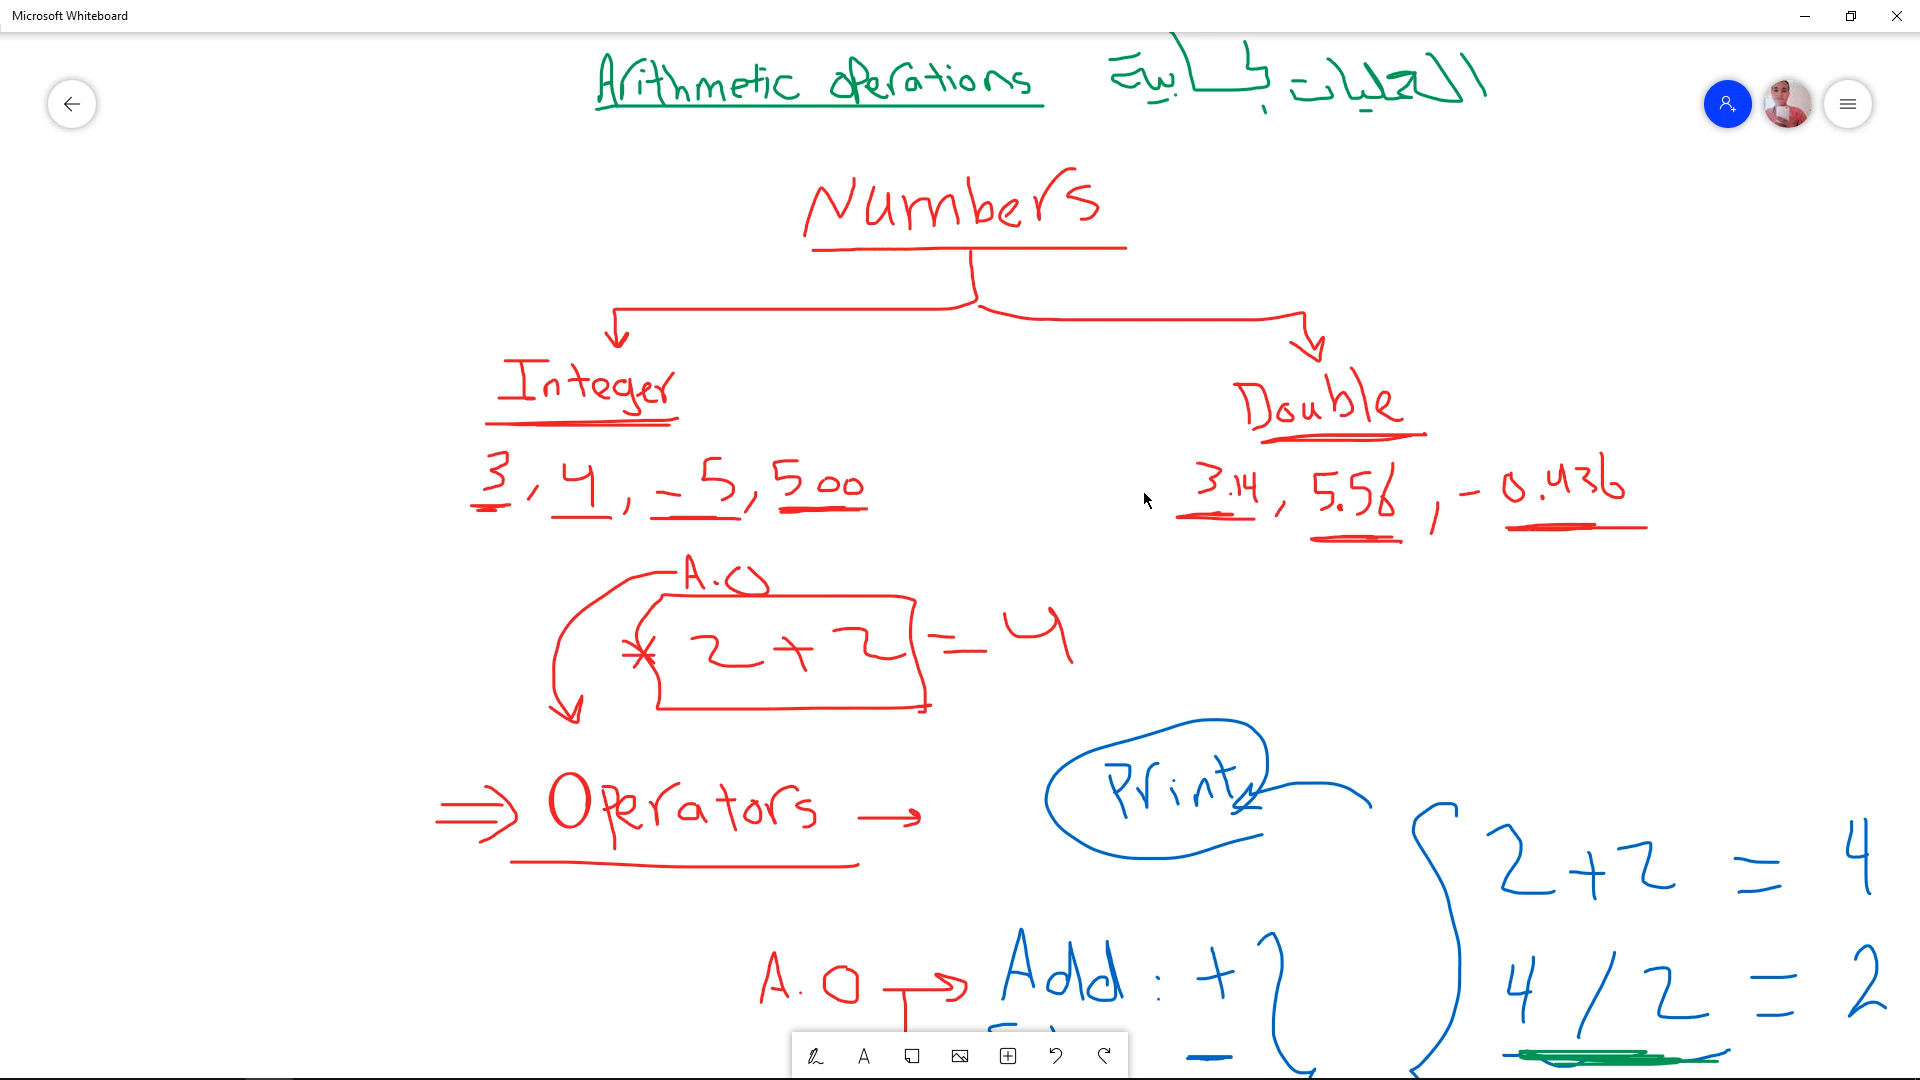 Microsoft Whiteboard
Arithmetic operations العمليات الحسابية
Numbers
Integer
Double
3 , 4 , - 5 , 500
3.14 , 5.56 , - 0.436
A.O
* 2 + 2 = 4
⇒ Operators →
Print
2 + 2 = 4
A.O → Add : +
4 / 2 = 2
-